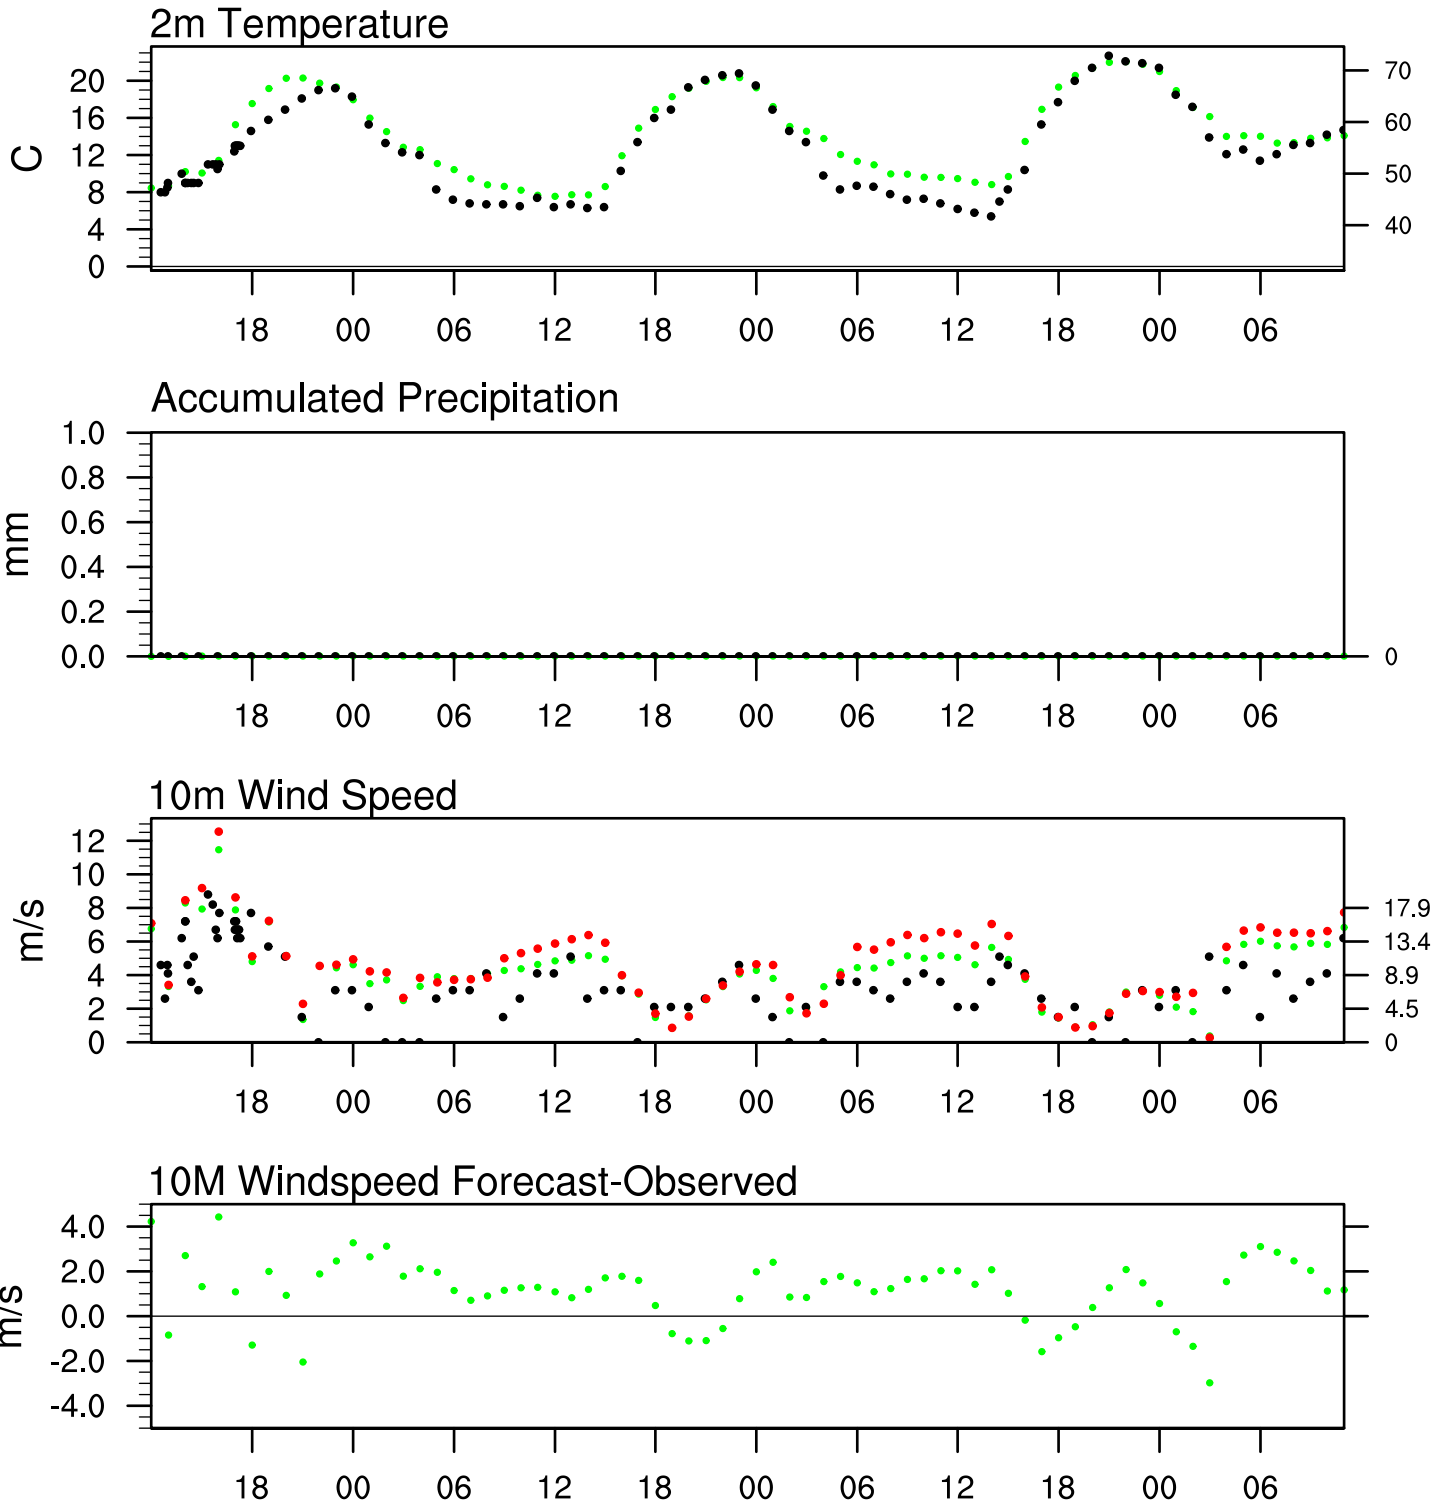 2m Temperature
20
16
12
8
4
0
C
70
60
50
40
18 00 06 12 18 00 06 12 18 00 06
Accumulated Precipitation
1.0
0.8
0.6
0.4
0.2
0.0
mm
0
18 00 06 12 18 00 06 12 18 00 06
10m Wind Speed
12
10
8
6
4
2
0
m/s
17.9
13.4
8.9
4.5
0
18 00 06 12 18 00 06 12 18 00 06
10M Windspeed Forecast-Observed
4.0
2.0
0.0
-2.0
-4.0
m/s
18 00 06 12 18 00 06 12 18 00 06